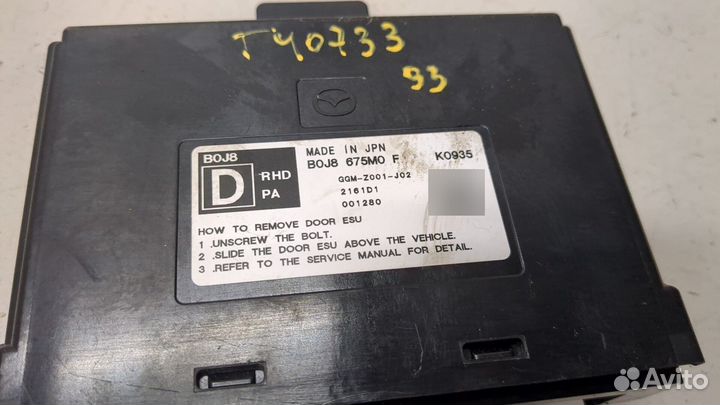 T40733
93
B0J8
D
RHD
PA
MADE IN JPN
B0J8 675M0 F K0935
GGM-Z001-J02
2161D1
001280
HOW TO REMOVE DOOR ESU
1 .UNSCREW THE BOLT.
2 .SLIDE THE DOOR ESU ABOVE THE VEHICLE.
3 .REFER TO THE SERVICE MANUAL FOR DETAIL.
Avito